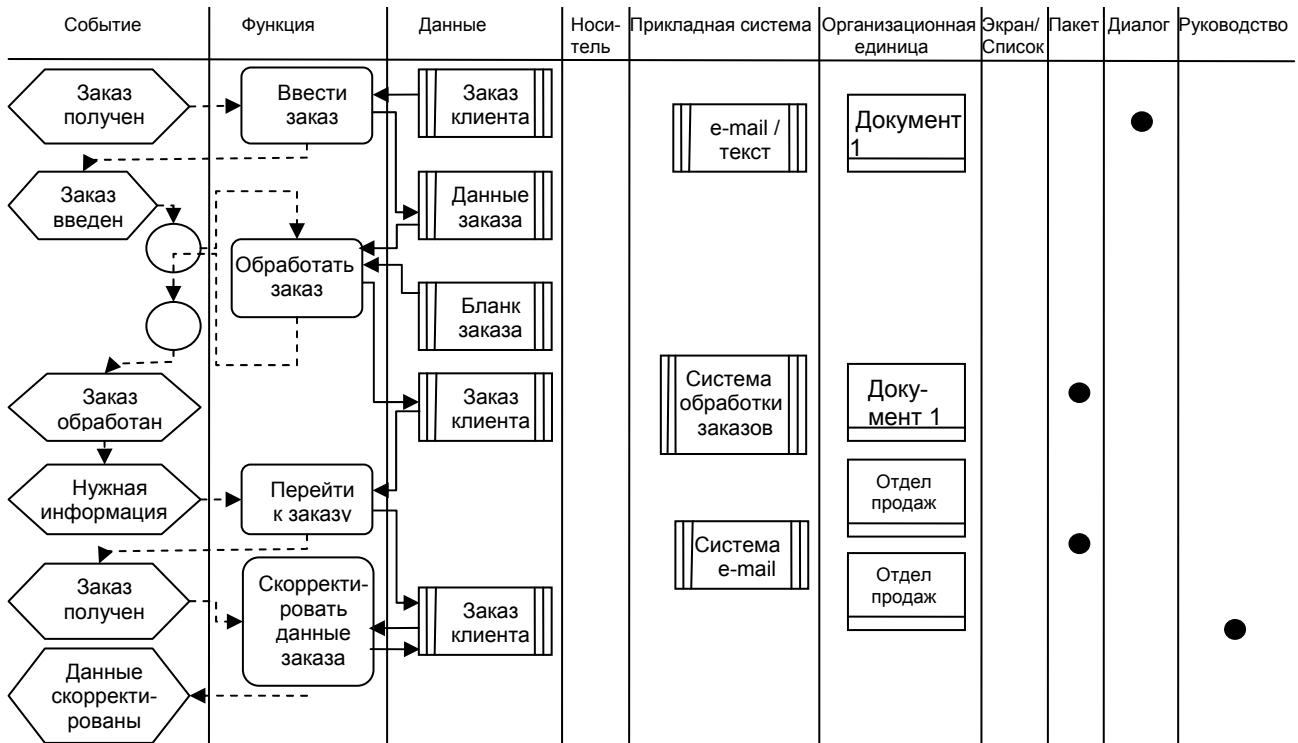 Событие
Функция
Данные
Носи-
тель
Прикладная система
Организационная
единица
Экран/
Список
Пакет
Диалог
Руководство
Заказ
получен
Ввести
заказ
Заказ
клиента
e-mail /
текст
Документ
1
Заказ
введен
Данные
заказа
Обработать
заказ
Бланк
заказа
Заказ
обработан
Заказ
клиента
Система
обработки
заказов
Доку-
мент 1
Нужная
информация
Перейти
к заказу
Отдел
продаж
Система
e-mail
Заказ
получен
Скорректи-
ровать
данные
заказа
Заказ
клиента
Отдел
продаж
Данные
скорректи-
рованы